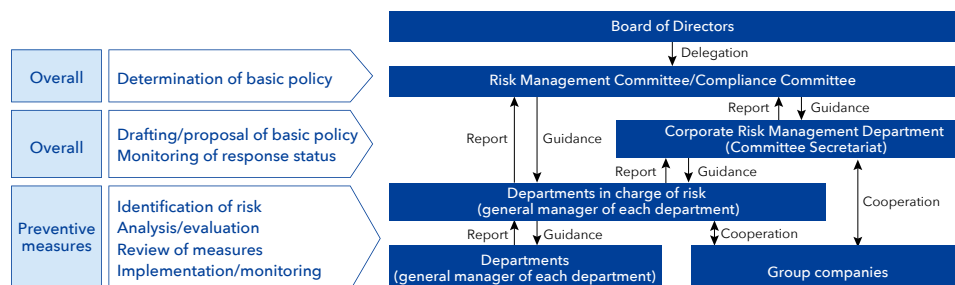 Board of Directors
Delegation
Overall
Determination of basic policy
Risk Management Committee/Compliance Committee
Report
Guidance
Overall
Drafting/proposal of basic policy
Monitoring of response status
Report
Guidance
Corporate Risk Management Department
(Committee Secretariat)
Report
Guidance
Cooperation
Preventive
measures
Identification of risk
Analysis/evaluation
Review of measures
Implementation/monitoring
Departments in charge of risk
(general manager of each department)
Report
Guidance
Cooperation
Departments
(general manager of each department)
Group companies